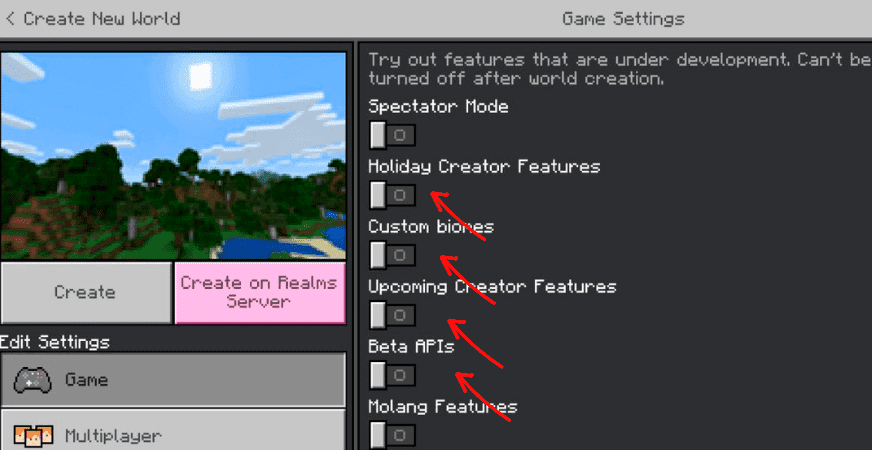 < Create New World
Game Settings
Try out features that are under development. Can't be
turned off after world creation.
Spectator Mode
Holiday Creator Features
Custom biomes
Upcoming Creator Features
Beta APIs
Molang Features
Create
Create on Realms
Server
Edit Settings
Game
Multiplayer